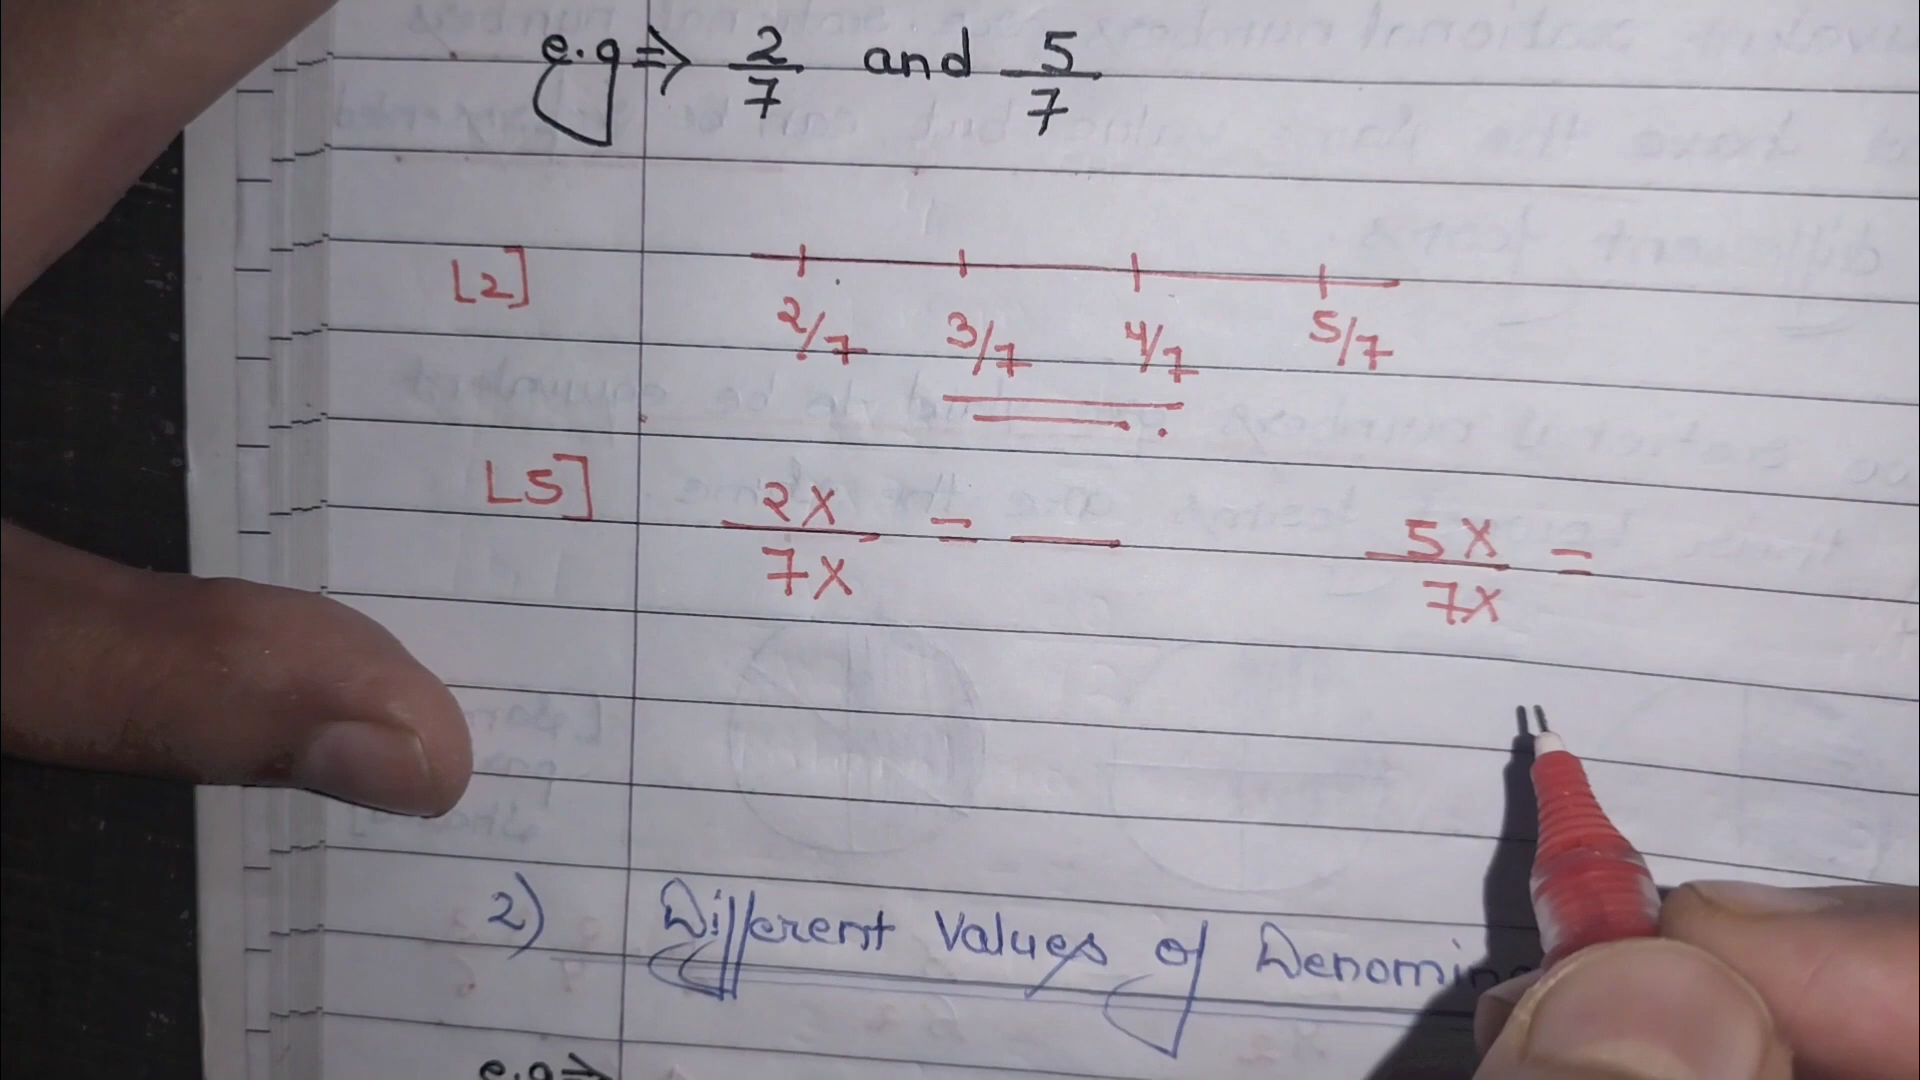 e.g ⇒ 2/7 and 5/7
[2] 2/7 3/7 4/7 5/7
[5] 2x/7x = — 5x/7x =
2) Different Values of Denomin
e.g ⇒